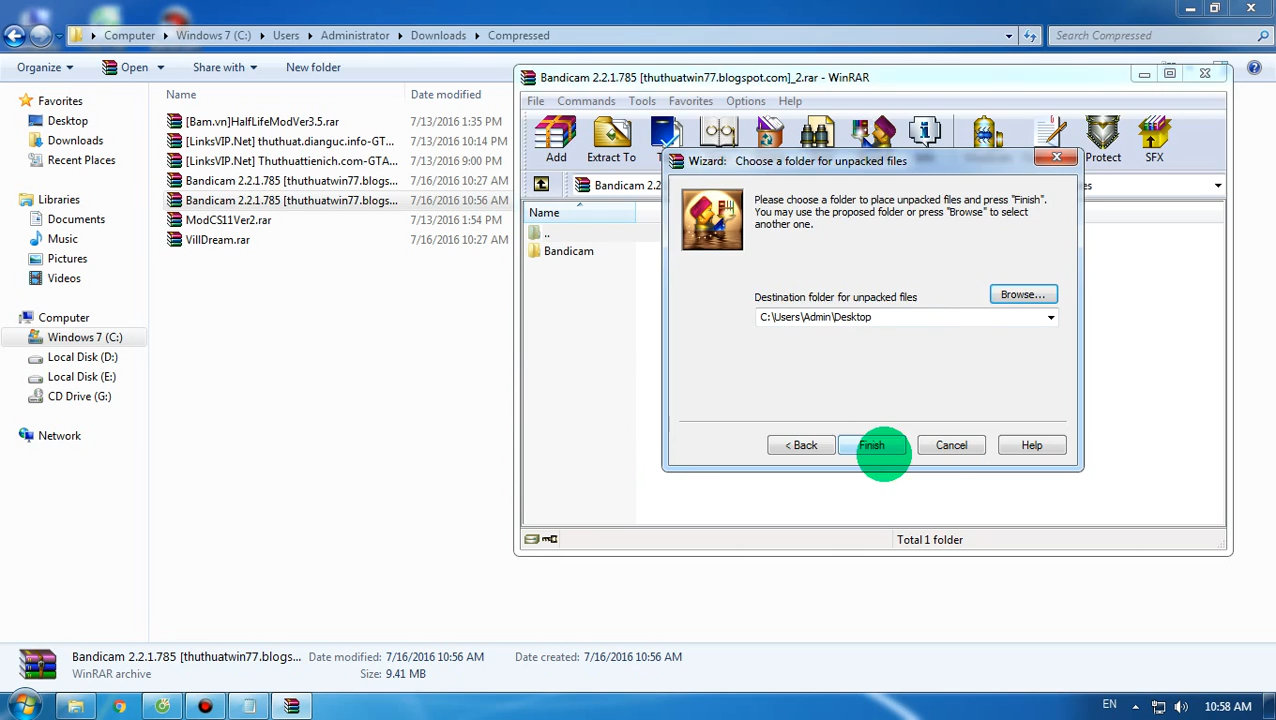 Computer Windows 7 (C:) Users Administrator Downloads Compressed
Search Compressed
Organize Open Share with New folder
Favorites
Desktop
Downloads
Recent Places
Libraries
Documents
Music
Pictures
Videos
Computer
Windows 7 (C:)
Local Disk (D:)
Local Disk (E:)
CD Drive (G:)
Network
Name Date modified
[Bam.vn]HalfLifeModVer3.5.rar 7/13/2016 1:35 PM
[LinksVIP.Net] thuthuat.dianguc.info-GT... 7/13/2016 10:14 PM
[LinksVIP.Net] Thuthuattienich.com-GTA... 7/13/2016 9:00 PM
Bandicam 2.2.1.785 [thuthuatwin77.blogs... 7/16/2016 10:27 AM
Bandicam 2.2.1.785 [thuthuatwin77.blogs... 7/16/2016 10:56 AM
ModCS11Ver2.rar 7/13/2016 1:54 PM
VillDream.rar 7/16/2016 10:27 AM
Bandicam 2.2.1.785 [thuthuatwin77.blogspot.com]_2.rar - WinRAR
File Commands Tools Favorites Options Help
Add Extract To Protect SFX
Bandicam 2.2
Name
..
Bandicam
Total 1 folder
Wizard: Choose a folder for unpacked files
Please choose a folder to place unpacked files and press "Finish".
You may use the proposed folder or press "Browse" to select
another one.
Destination folder for unpacked files
Browse...
C:\Users\Admin\Desktop
< Back Finish Cancel Help
Bandicam 2.2.1.785 [thuthuatwin77.blogs... Date modified: 7/16/2016 10:56 AM Date created: 7/16/2016 10:56 AM
WinRAR archive Size: 9.41 MB
EN 10:58 AM